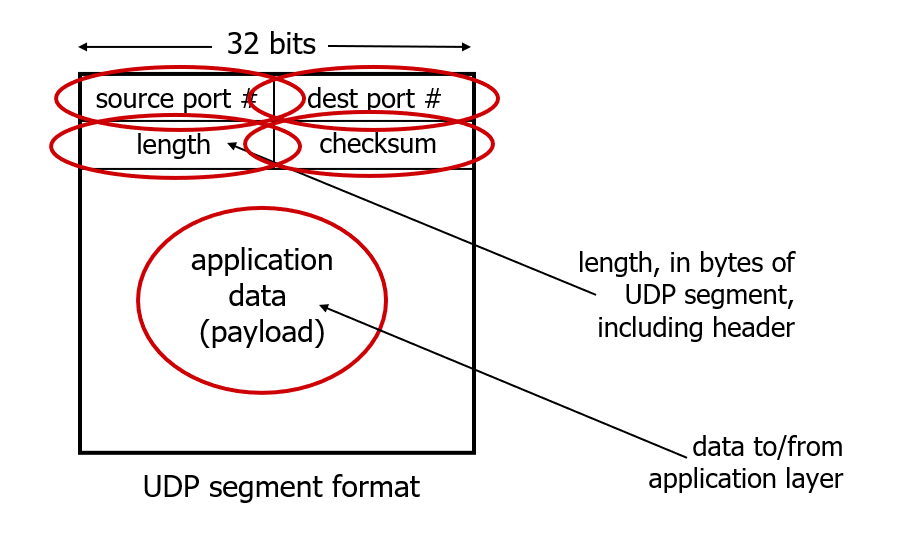 32 bits
source port # dest port #
length checksum
application
data
(payload)
length, in bytes of
UDP segment,
including header
data to/from
application layer
UDP segment format